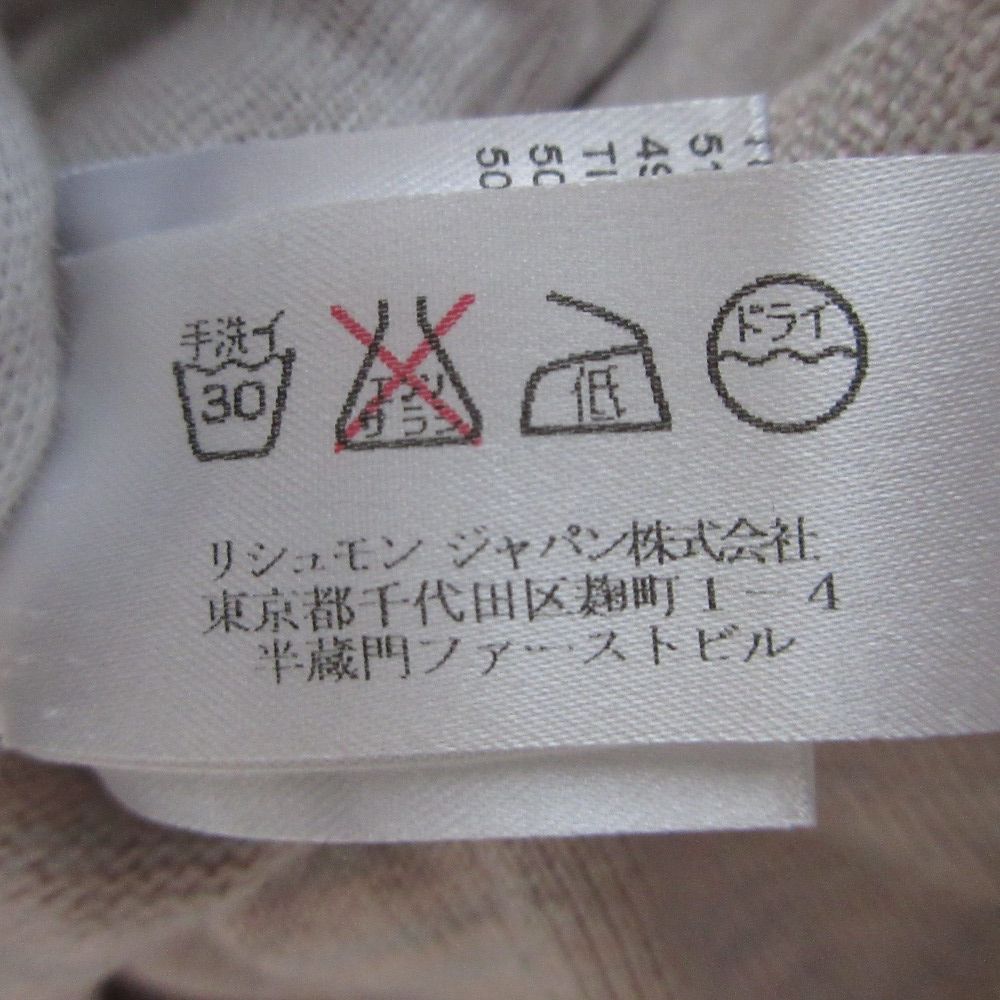 手洗イ
30
エンソ
サラシ
低
ドライ
リシュモン ジャパン株式会社
東京都千代田区麹町1-4
半蔵門ファーストビル